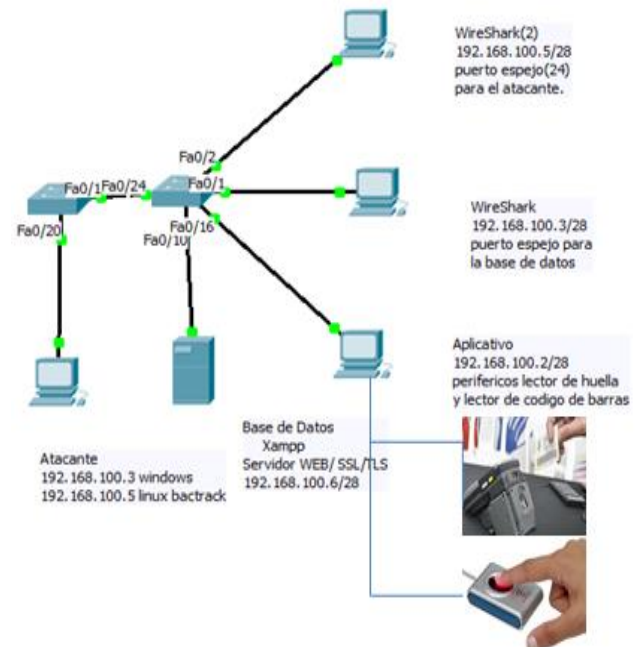 WireShark(2)
192.168.100.5/28
puerto espejo(24)
para el atacante.
Fa0/2
Fa0/1
Fa0/24
Fa0/1
Fa0/20
Fa0/16
Fa0/10
WireShark
192.168.100.3/28
puerto espejo para
la base de datos
Aplicativo
192.168.100.2/28
perifericos lector de huella
y lector de codigo de barras
Base de Datos
Xampp
Servidor WEB/ SSL/TLS
192.168.100.6/28
Atacante
192.168.100.3 windows
192.168.100.5 linux bactrack